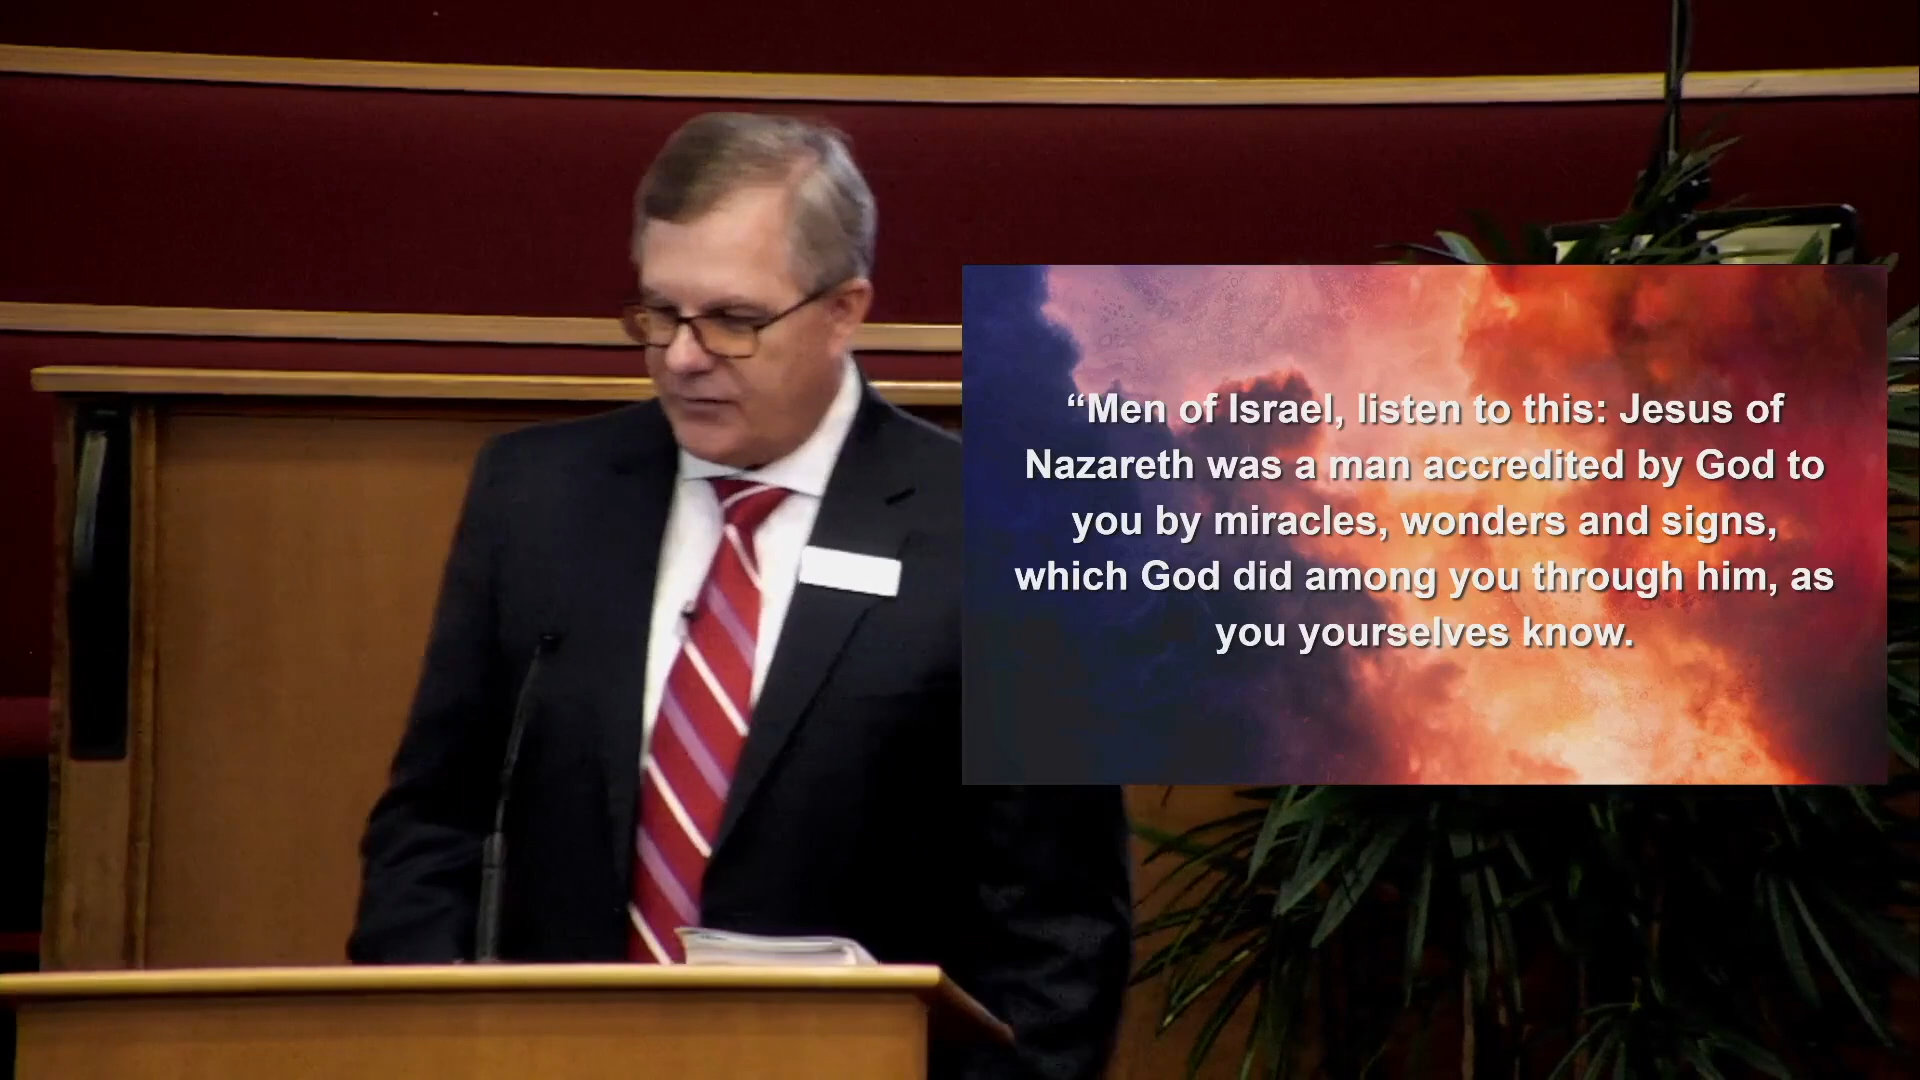 “Men of Israel, listen to this: Jesus of
Nazareth was a man accredited by God to
you by miracles, wonders and signs,
which God did among you through him, as
you yourselves know.